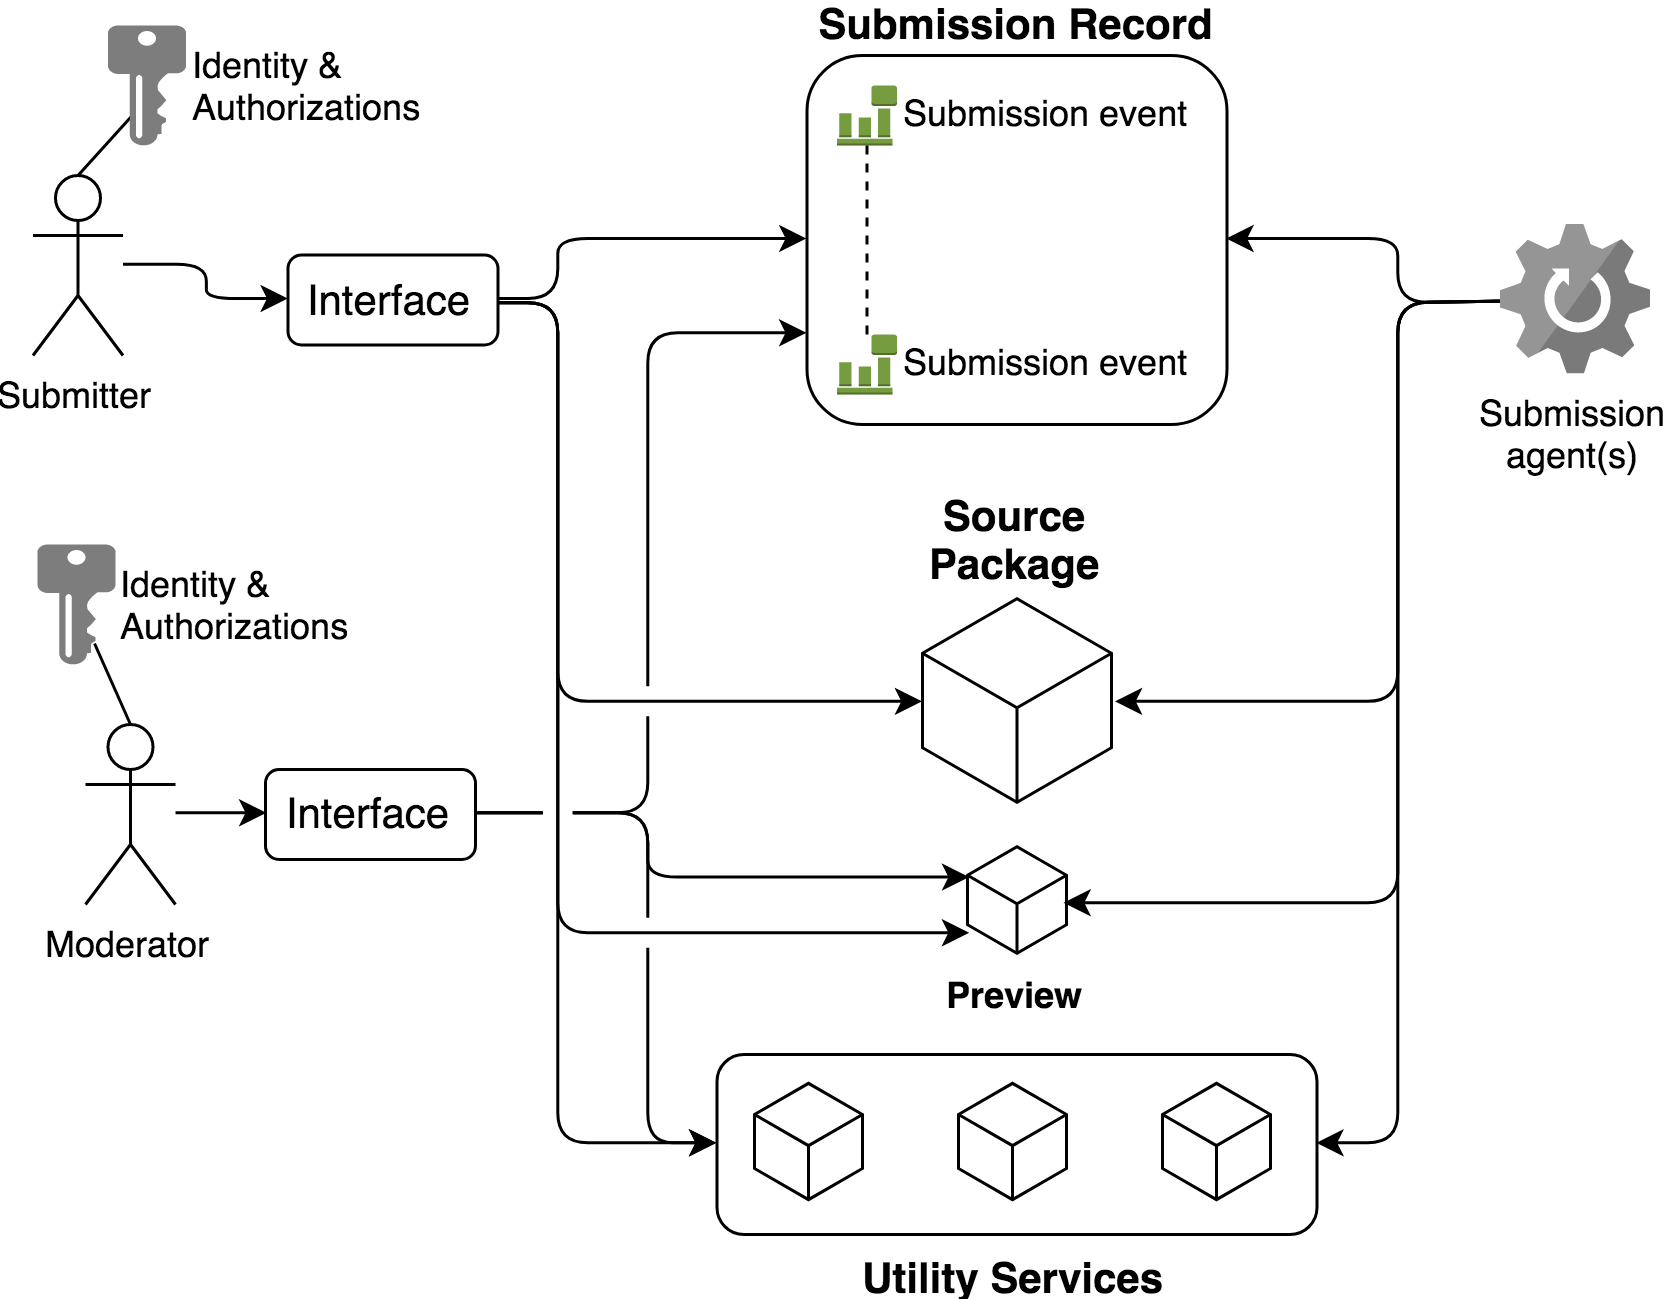 Submission Record
Identity &
Authorizations
Submission event
Interface
Submission event
Submitter
Submission
agent(s)
Source
Package
Identity &
Authorizations
Interface
Moderator
Preview
Utility Services